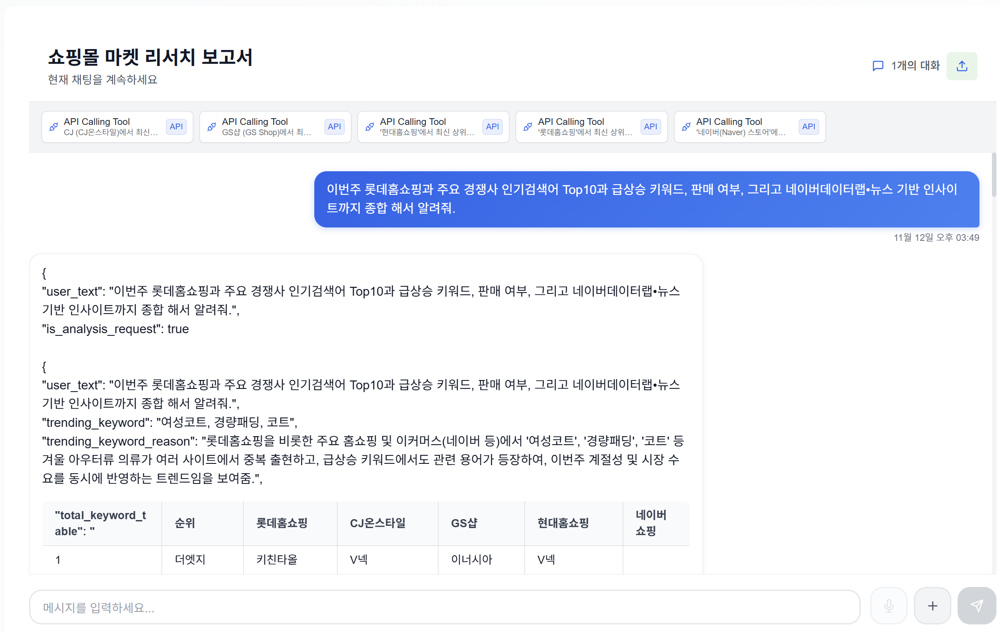 쇼핑몰 마켓 리서치 보고서
현재 채팅을 계속하세요
1개의 대화
API Calling Tool
CJ (CJ온스타일)에서 최신...
API
API Calling Tool
GS샵 (GS Shop)에서 최...
API
API Calling Tool
'현대홈쇼핑'에서 최신 상위...
API
API Calling Tool
'롯데홈쇼핑'에서 최신 상위...
API
API Calling Tool
'네이버(Naver) 스토어'에...
API
이번주 롯데홈쇼핑과 주요 경쟁사 인기검색어 Top10과 급상승 키워드, 판매 여부, 그리고 네이버데이터랩•뉴스 기반 인사이
트까지 종합 해서 알려줘.
11월 12일 오후 03:49
{
"user_text": "이번주 롯데홈쇼핑과 주요 경쟁사 인기검색어 Top10과 급상승 키워드, 판매 여부, 그리고 네이버데이터랩•뉴스
기반 인사이트까지 종합 해서 알려줘.",
"is_analysis_request": true
{
"user_text": "이번주 롯데홈쇼핑과 주요 경쟁사 인기검색어 Top10과 급상승 키워드, 판매 여부, 그리고 네이버데이터랩•뉴스
기반 인사이트까지 종합 해서 알려줘.",
"trending_keyword": "여성코트, 경량패딩, 코트",
"trending_keyword_reason": "롯데홈쇼핑을 비롯한 주요 홈쇼핑 및 이커머스(네이버 등)에서 '여성코트', '경량패딩', '코트' 등
겨울 아우터류 의류가 여러 사이트에서 중복 출현하고, 급상승 키워드에서도 관련 용어가 등장하여, 이번주 계절성 및 시장 수
요를 동시에 반영하는 트렌드임을 보여줌.",
"total_keyword_t
able": "
순위
롯데홈쇼핑
CJ온스타일
GS샵
현대홈쇼핑
네이버
쇼핑
1
더엣지
키친타올
V넥
이너시아
V넥
메시지를 입력하세요...